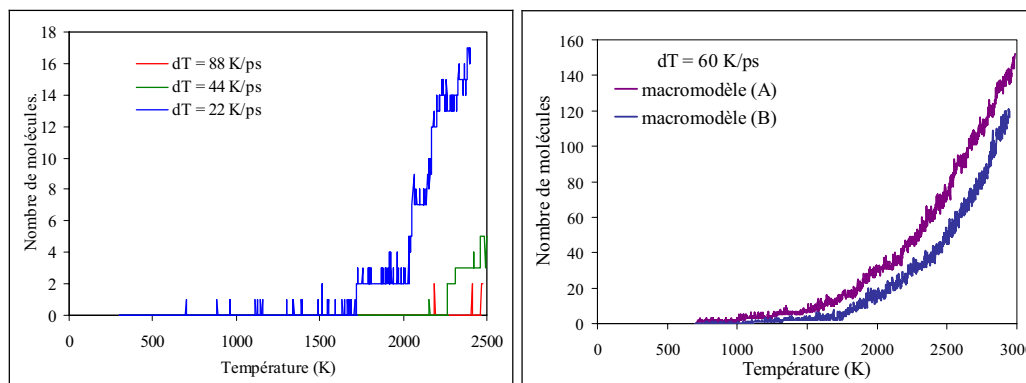 18
16
14
12
10
8
6
4
2
0
Nombre de molécules.
dT = 88 K/ps
dT = 44 K/ps
dT = 22 K/ps
0 500 1000 1500 2000 2500
Température (K)
160
140
120
100
80
60
40
20
0
Nombre de molécules
dT = 60 K/ps
macromodèle (A)
macromodèle (B)
0 500 1000 1500 2000 2500 3000
Température (K)